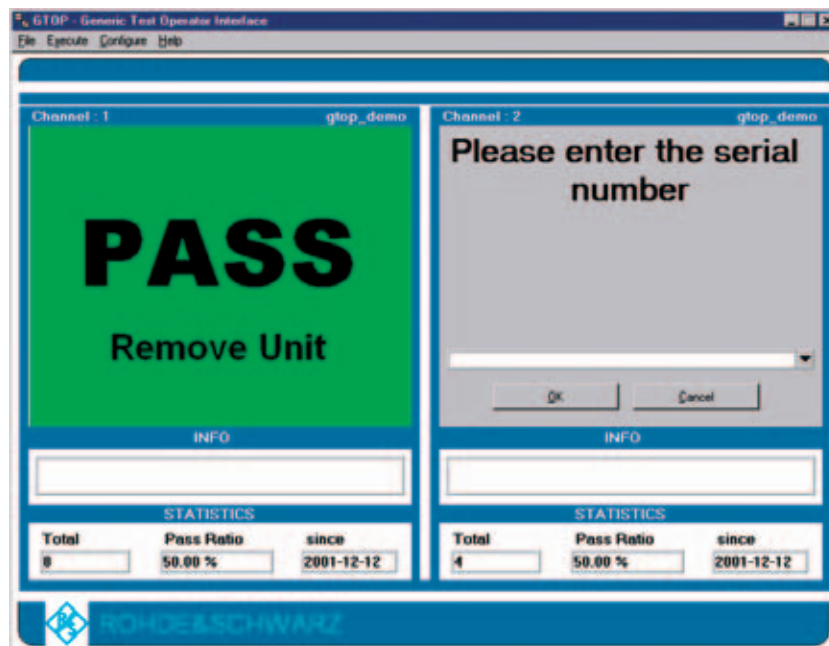 GTOP - Generic Test Operator Interface
File Execute Configure Help
Channel : 1 gtop_demo
PASS
Remove Unit
INFO
STATISTICS
Total Pass Ratio since
8 50.00 % 2001-12-12
Channel : 2 gtop_demo
Please enter the serial
number
OK Cancel
INFO
STATISTICS
Total Pass Ratio since
4 50.00 % 2001-12-12
ROHDE&SCHWARZ